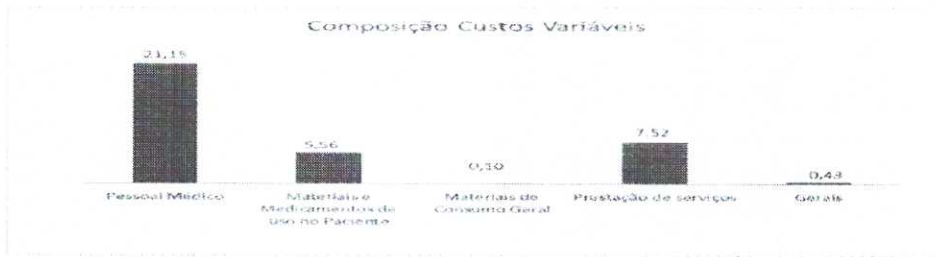 Composição Custos Variáveis
21,15
5,56
0,10
7,52
0,43
Pessoal Médico
Materiais e
Medicamentos de
uso no Paciente
Materiais de
Consumo Geral
Prestação de serviços
Gerais